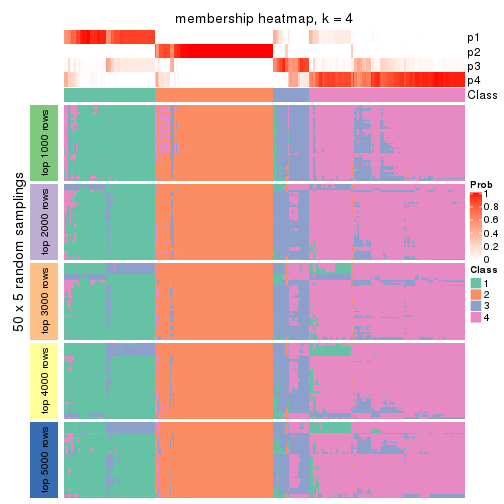 membership heatmap, k = 4
p1
p2
p3
p4
Class
50 x 5 random samplings
top 1000 rows
top 2000 rows
top 3000 rows
top 4000 rows
top 5000 rows
Prob
1
0.8
0.6
0.4
0.2
0
Class
1
2
3
4